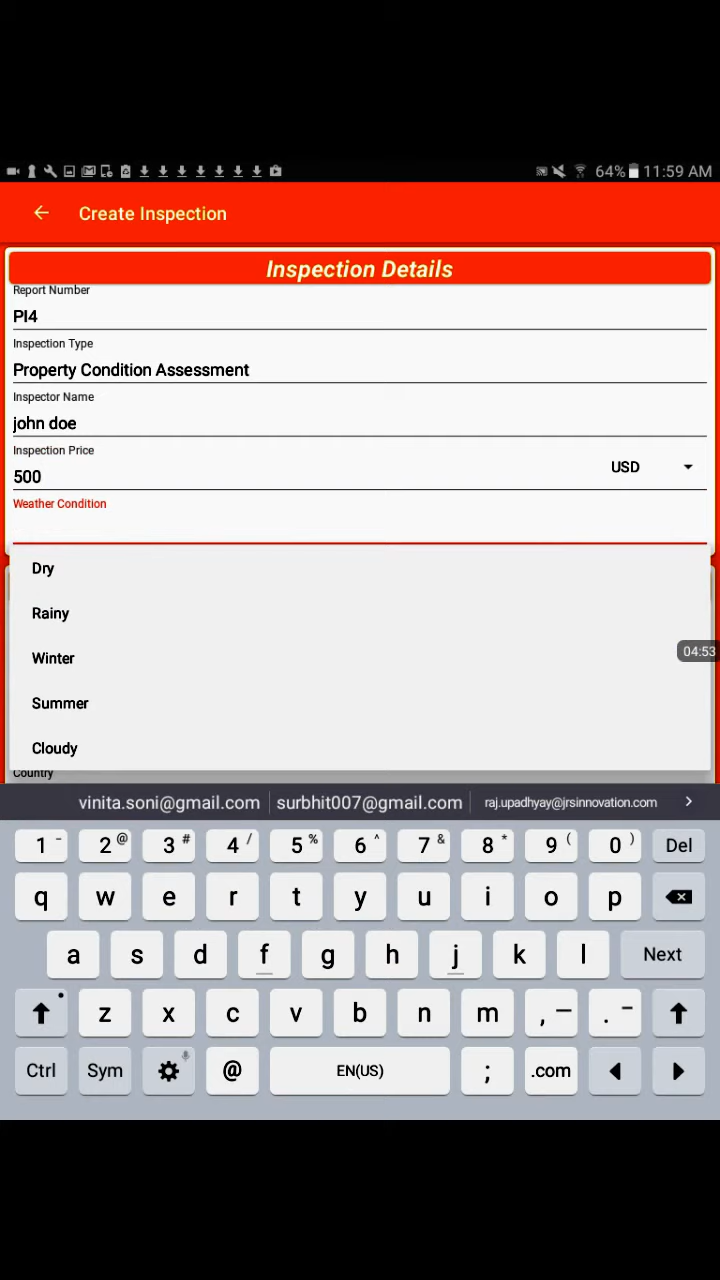 64% 11:59 AM
Create Inspection
Inspection Details
Report Number
PI4
Inspection Type
Property Condition Assessment
Inspector Name
john doe
Inspection Price
500 USD
Weather Condition
Dry
Rainy
Winter
04:53
Summer
Cloudy
Country
vinita.soni@gmail.com surbhit007@gmail.com raj.upadhyay@jrsinnovation.com
1 - 2 @ 3 # 4 / 5 % 6 ^ 7 & 8 * 9 ( 0 ) Del
q w e r t y u i o p
a s d f g h j k l Next
z x c v b n m , — . -
Ctrl Sym @ EN(US) ; .com